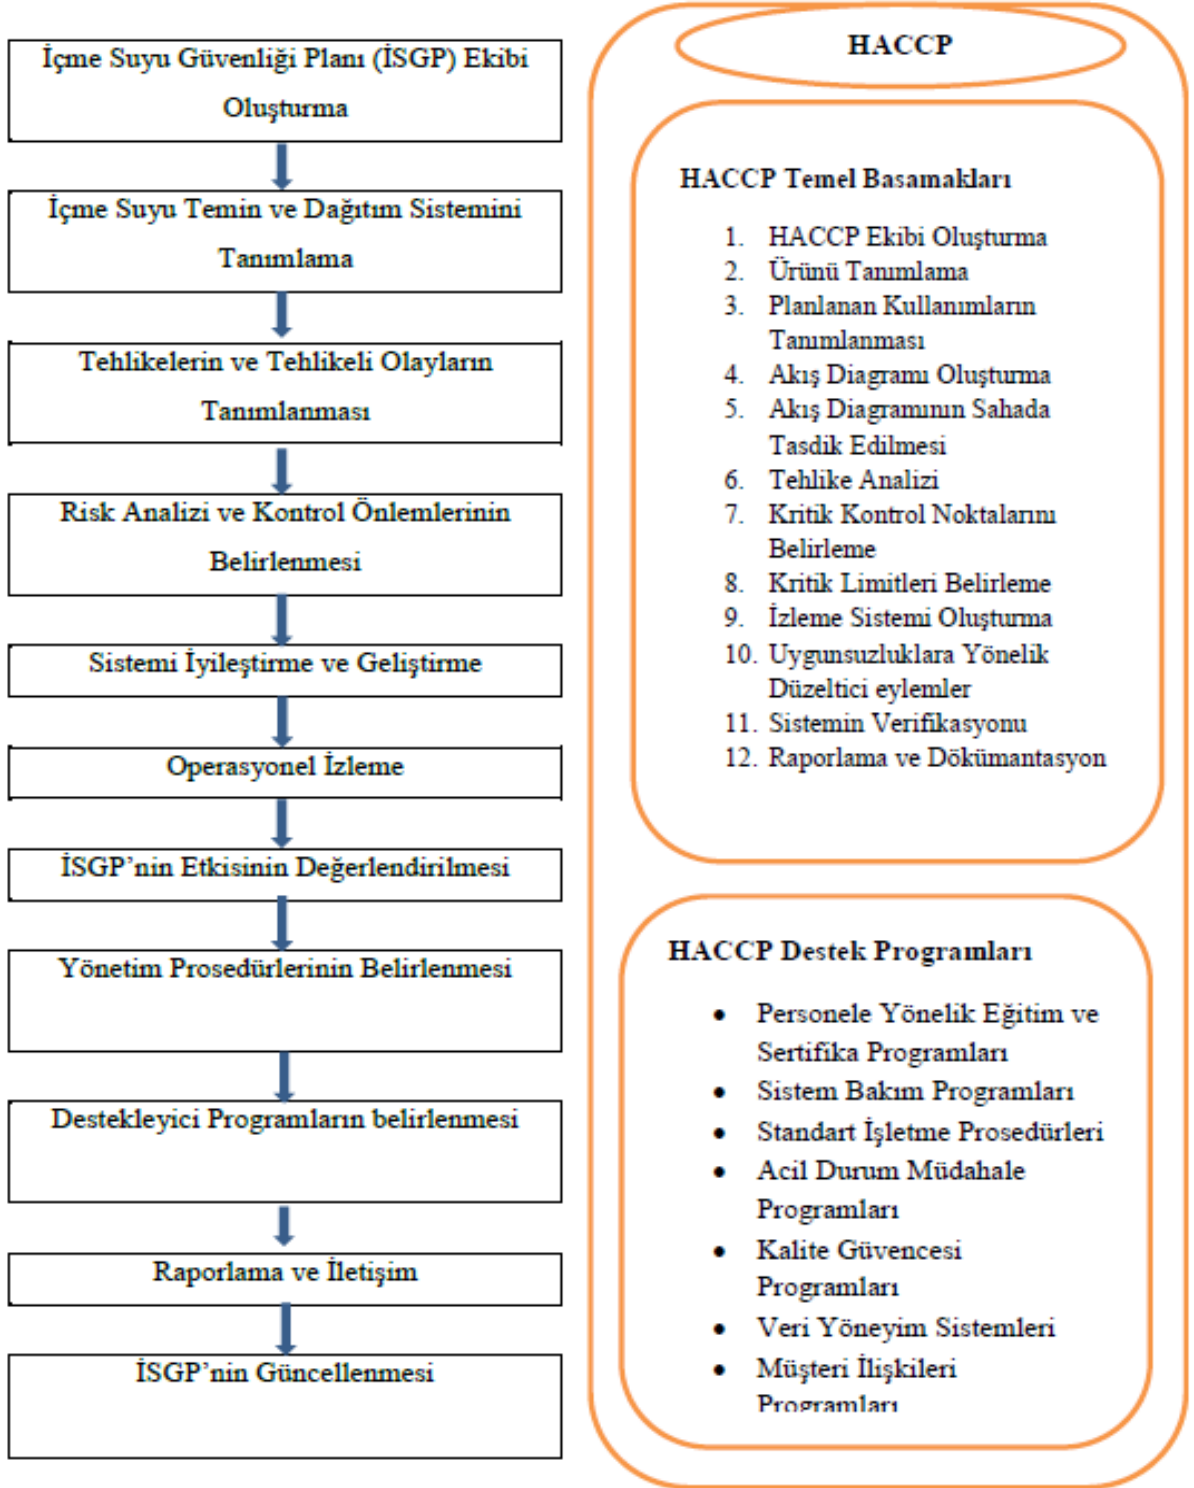 İçme Suyu Güvenliği Planı (İSGP) Ekibi
Oluşturma
İçme Suyu Temin ve Dağıtım Sistemini
Tanımlama
Tehlikelerin ve Tehlikeli Olayların
Tanımlanması
Risk Analizi ve Kontrol Önlemlerinin
Belirlenmesi
Sistemi İyileştirme ve Geliştirme
Operasyonel İzleme
İSGP’nin Etkisinin Değerlendirilmesi
Yönetim Prosedürlerinin Belirlenmesi
Destekleyici Programların belirlenmesi
Raporlama ve İletişim
İSGP’nin Güncellenmesi
HACCP
HACCP Temel Basamakları
1. HACCP Ekibi Oluşturma
2. Ürünü Tanımlama
3. Planlanan Kullanımların
Tanımlanması
4. Akış Diagramı Oluşturma
5. Akış Diagramının Sahada
Tasdik Edilmesi
6. Tehlike Analizi
7. Kritik Kontrol Noktalarını
Belirleme
8. Kritik Limitleri Belirleme
9. İzleme Sistemi Oluşturma
10. Uygunsuzluklara Yönelik
Düzeltici eylemler
11. Sistemin Verifikasyonu
12. Raporlama ve Dökümantasyon
HACCP Destek Programları
• Personele Yönelik Eğitim ve
Sertifika Programları
• Sistem Bakım Programları
• Standart İşletme Prosedürleri
• Acil Durum Müdahale
Programları
• Kalite Güvencesi
Programları
• Veri Yöneyim Sistemleri
• Müşteri İlişkileri
Programları